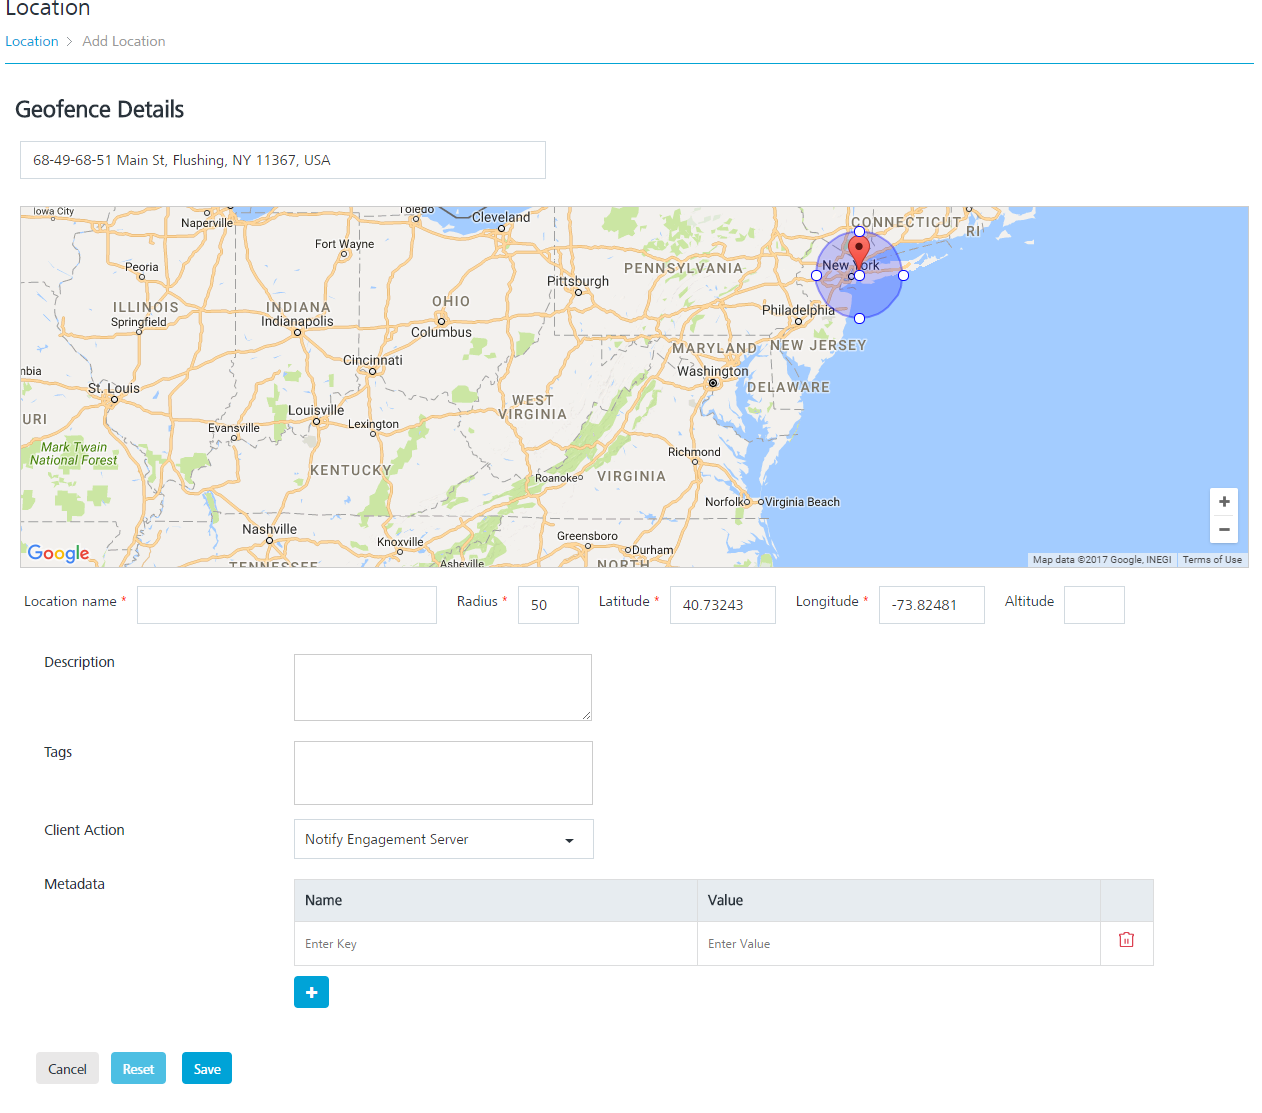 Location
Location > Add Location
Geofence Details
68-49-68-51 Main St, Flushing, NY 11367, USA
Iowa City
Naperville
Toledo
Cleveland
CONNECTICUT
RI
Fort Wayne
Peoria
PENNSYLVANIA
New York
Pittsburgh
ILLINOIS
INDIANA
OHIO
Philadelphia
Springfield
Indianapolis
Columbus
MARYLAND
NEW JERSEY
Cincinnati
Washington
nbia
St. Louis
DELAWARE
WEST
VIRGINIA
Louisville
Lexington
URI
Evansville
Mark Twain
National Forest
Richmond
KENTUCKY
Roanoke
VIRGINIA
Norfolk
Virginia Beach
Nashville
Knoxville
Greensboro
Durham
Google
TENNESSEE
Asheville
NORTH
+
−
Map data ©2017 Google, INEGI
Terms of Use
Location name * Radius * 50 Latitude * 40.73243 Longitude * -73.82481 Altitude
Description
Tags
Client Action Notify Engagement Server
Metadata
Name Value
Enter Key Enter Value
+
Cancel Reset Save